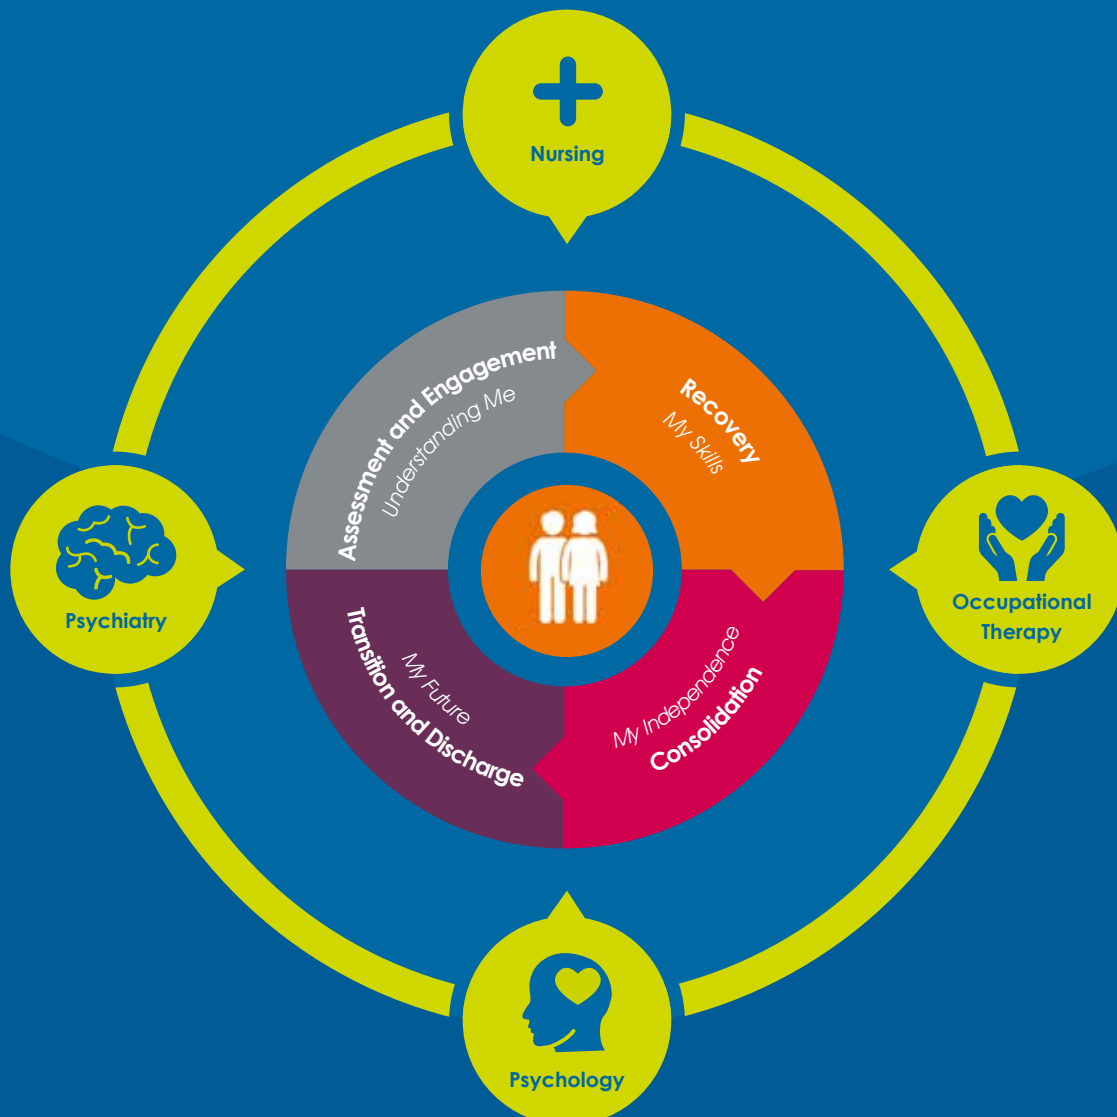 Nursing
Assessment and Engagement
Understanding Me
Recovery
My Skills
Psychiatry
Occupational
Therapy
Transition and Discharge
My Future
My Independence
Consolidation
Psychology